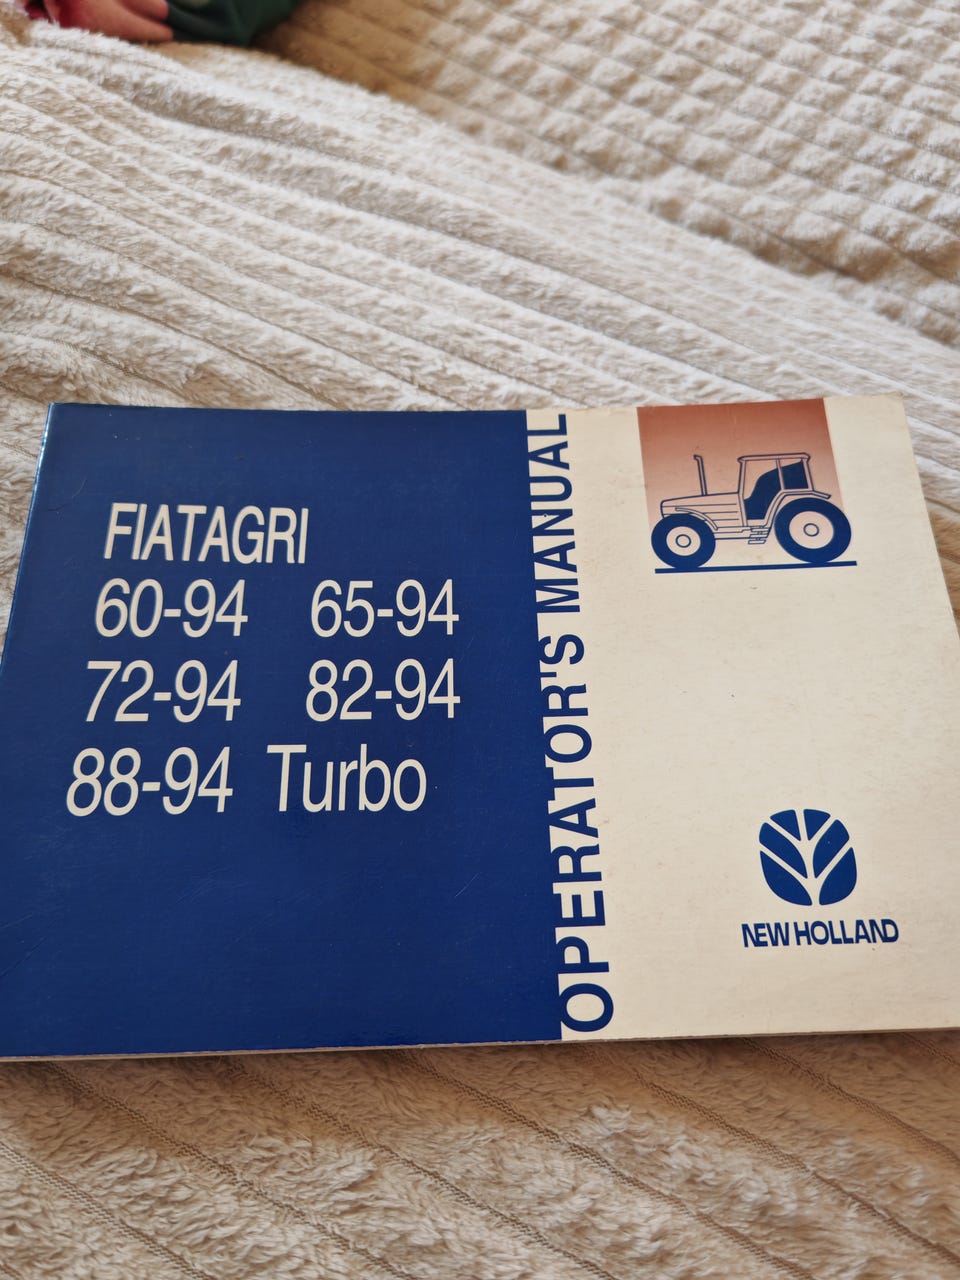 FIATAGRI
60-94 65-94
72-94 82-94
88-94 Turbo
OPERATOR'S MANUAL
NEW HOLLAND